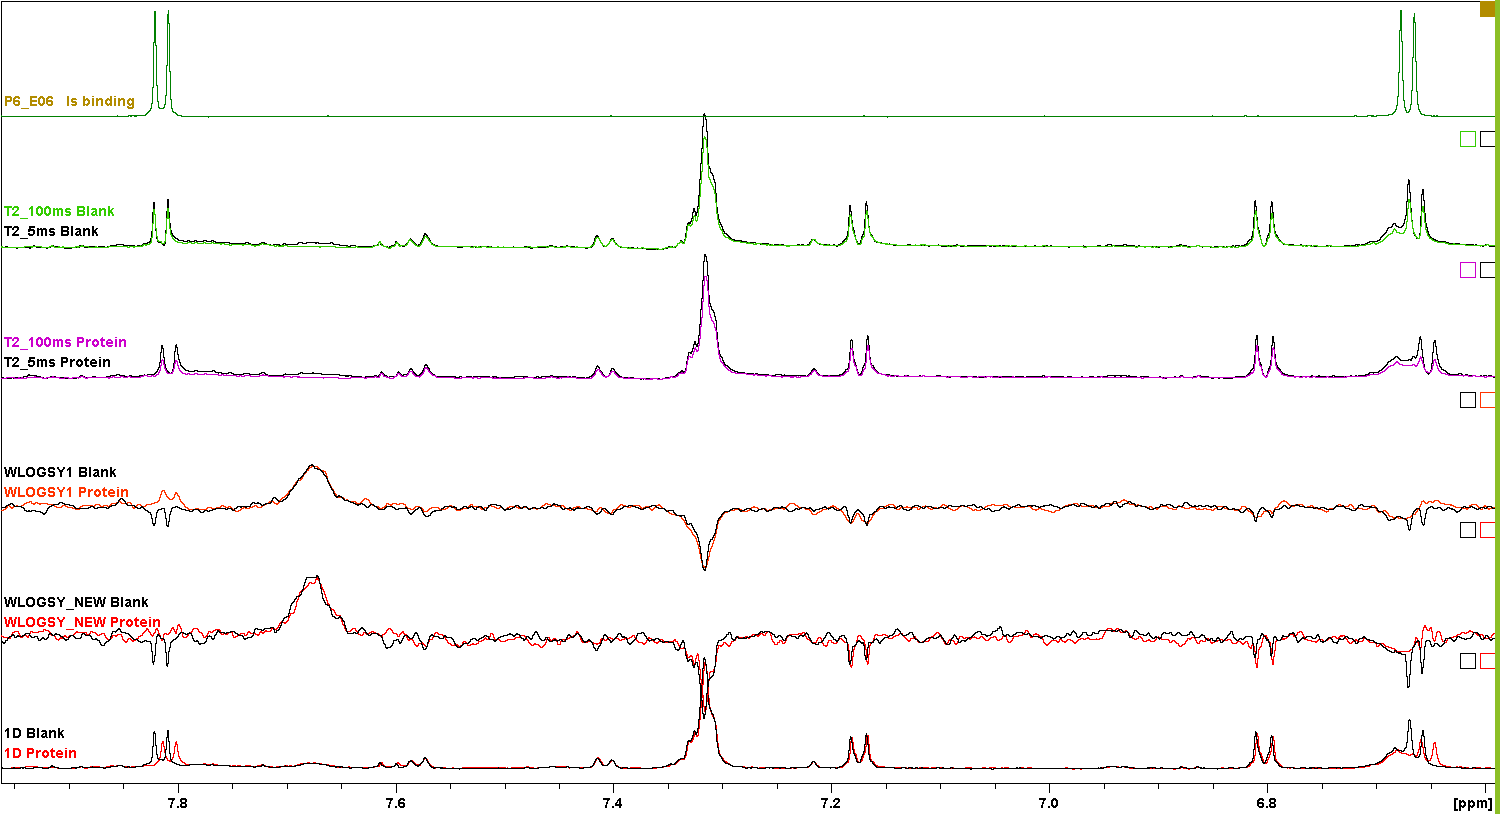 P6_E06 Is binding
T2_100ms Blank
T2_5ms Blank
T2_100ms Protein
T2_5ms Protein
WLOGSY1 Blank
WLOGSY1 Protein
WLOGSY_NEW Blank
WLOGSY_NEW Protein
1D Blank
1D Protein
7.8 7.6 7.4 7.2 7.0 6.8 [ppm]